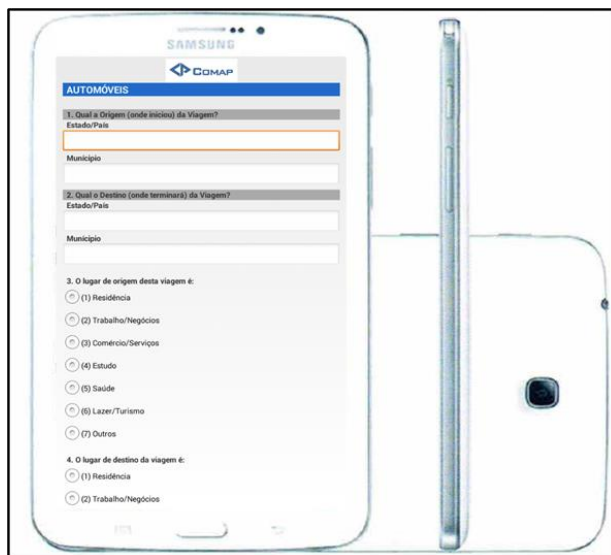 SAMSUNG
COMAP
AUTOMÓVEIS
1. Qual a Origem (onde iniciou) da Viagem?
Estado/País
Município
2. Qual o Destino (onde terminará) da Viagem?
Estado/País
Município
3. O lugar de origem desta viagem é:
(1) Residência
(2) Trabalho/Negócios
(3) Comércio/Serviços
(4) Estudo
(5) Saúde
(6) Lazer/Turismo
(7) Outros
4. O lugar de destino da viagem é:
(1) Residência
(2) Trabalho/Negócios